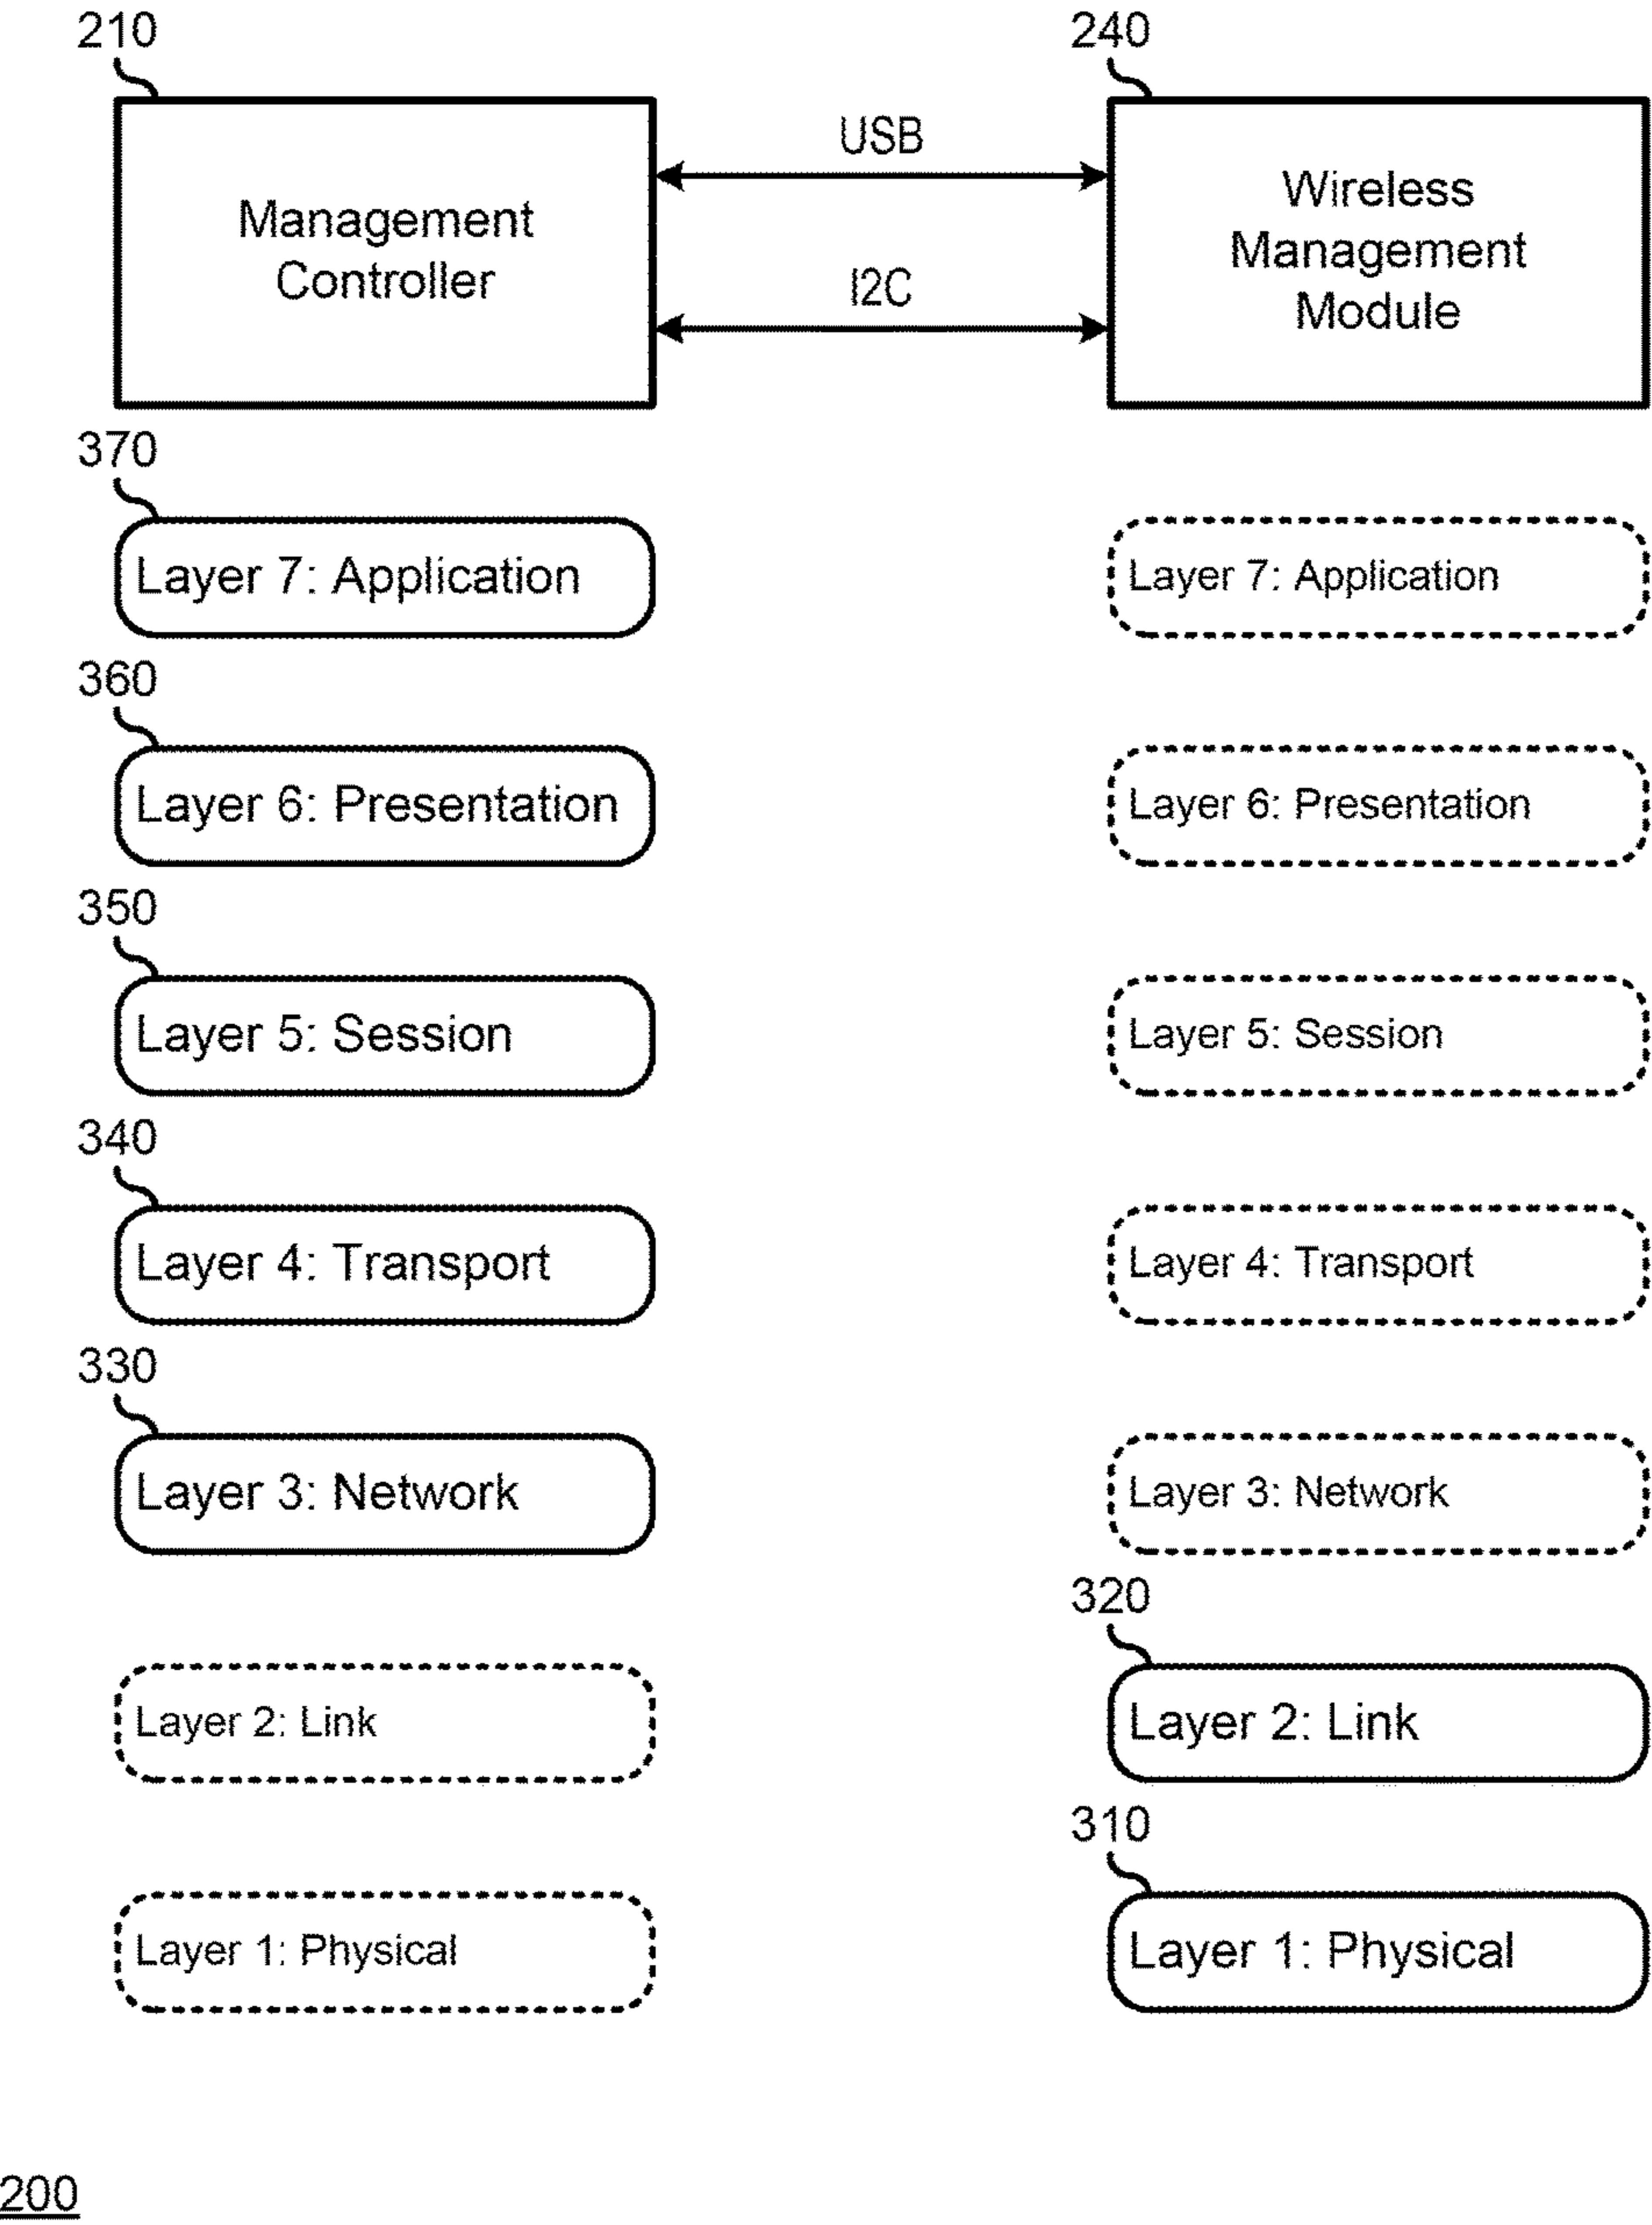 210
240
Management
Controller
USB
I2C
Wireless
Management
Module
370
Layer 7: Application
Layer 7: Application
360
Layer 6: Presentation
Layer 6: Presentation
350
Layer 5: Session
Layer 5: Session
340
Layer 4: Transport
Layer 4: Transport
330
Layer 3: Network
Layer 3: Network
320
Layer 2: Link
Layer 2: Link
310
Layer 1: Physical
Layer 1: Physical
200